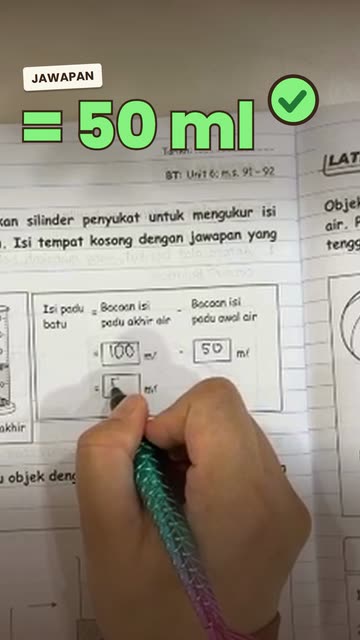 JAWAPAN
= 50 ml
BT: Unit 6; m.s. 91 - 92
kan silinder penyukat untuk mengukur isi
. Isi tempat kosong dengan jawapan yang
Isi padu batu = Bacaan isi padu akhir air - Bacaan isi padu awal air
= 100 ml - 50 ml
= 5 ml
akhir
u objek deng
LAT
Objek
air. P
tengg